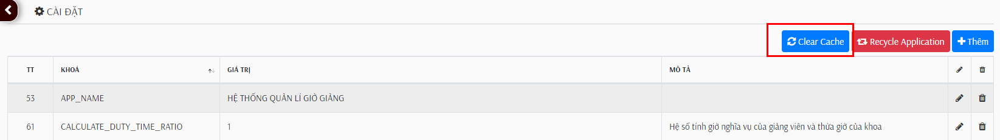 CÀI ĐẶT
Clear Cache Recycle Application Thêm
TT KHOÁ GIÁ TRỊ MÔ TẢ
53 APP_NAME HỆ THỐNG QUẢN LÍ GIỜ GIẢNG
61 CALCULATE_DUTY_TIME_RATIO 1 Hệ số tính giờ nghĩa vụ của giảng viên và thừa giờ của khoa